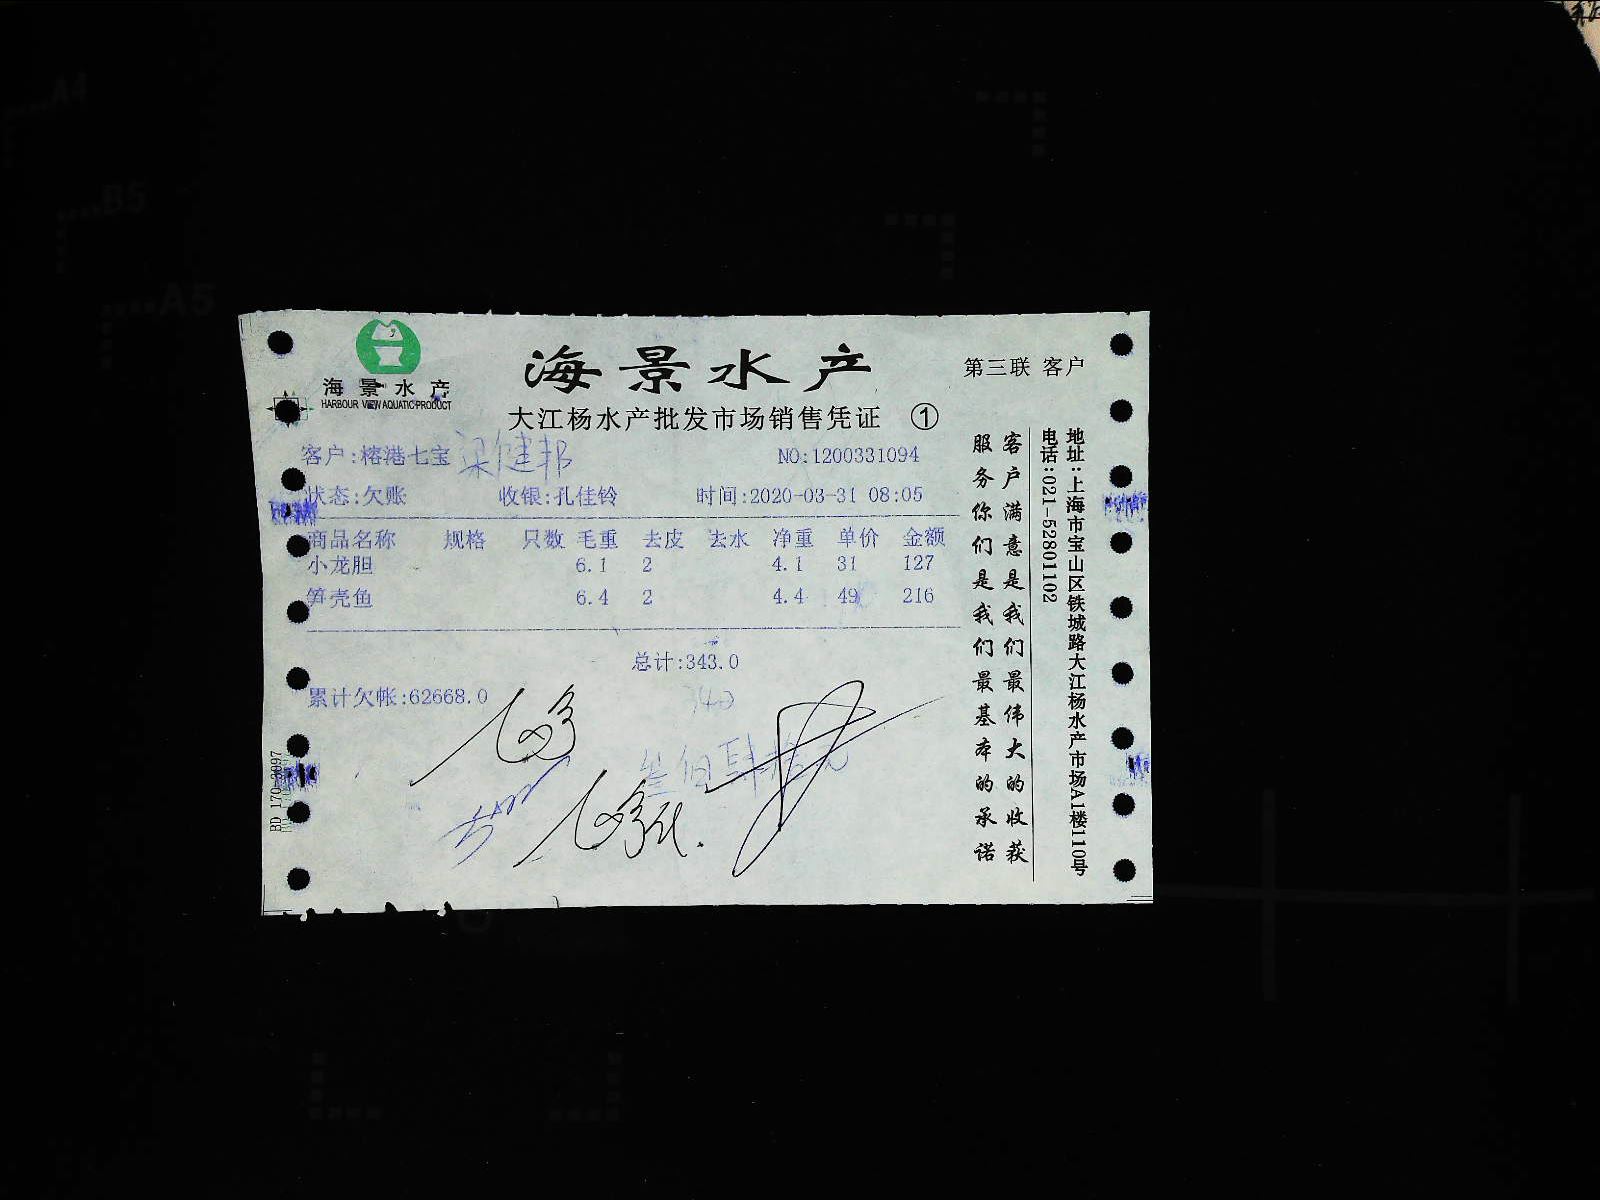 海景水产
HARBOUR VIEW AQUATIC PRODUCT
海景水产
第三联 客户
大江杨水产批发市场销售凭证 ①
客户:榕港七宝 梁健邦
NO:1200331094
状态:欠账 收银:孔佳铃 时间:2020-03-31 08:05
商品名称 规格 只数 毛重 去皮 去水 净重 单价 金额
小龙胆 6.1 2 4.1 31 127
笋壳鱼 6.4 2 4.4 49 216
总计:343.0
累计欠帐:62668.0
340
客户满意是我们最伟大的收获
服务你们是我们最基本的承诺
地址:上海市宝山区铁城路大江杨水产市场A1楼110号
电话:021-52801102
BD 170-3097
A4
B5
A5